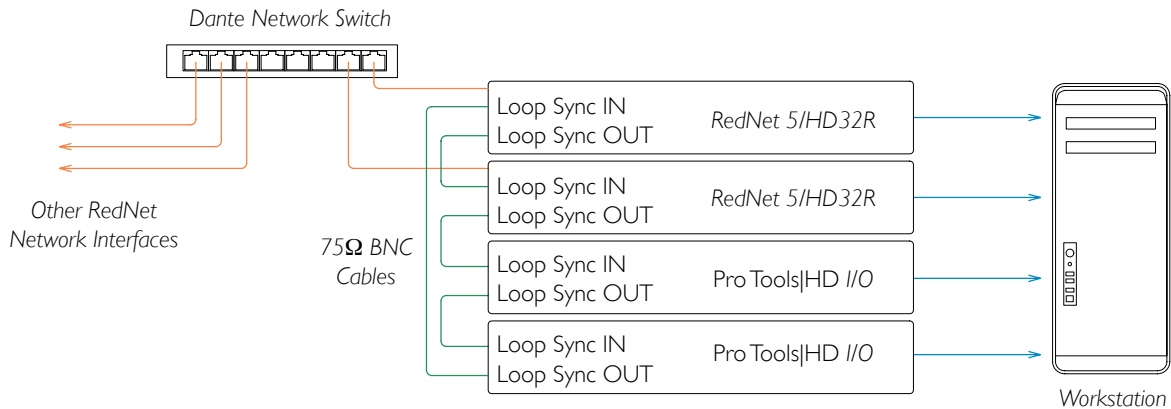 Dante Network Switch
Loop Sync IN
Loop Sync OUT
RedNet 5/HD32R
Loop Sync IN
Loop Sync OUT
RedNet 5/HD32R
Other RedNet
Network Interfaces
75Ω BNC
Cables
Loop Sync IN
Loop Sync OUT
Pro Tools|HD I/O
Loop Sync IN
Loop Sync OUT
Pro Tools|HD I/O
Workstation